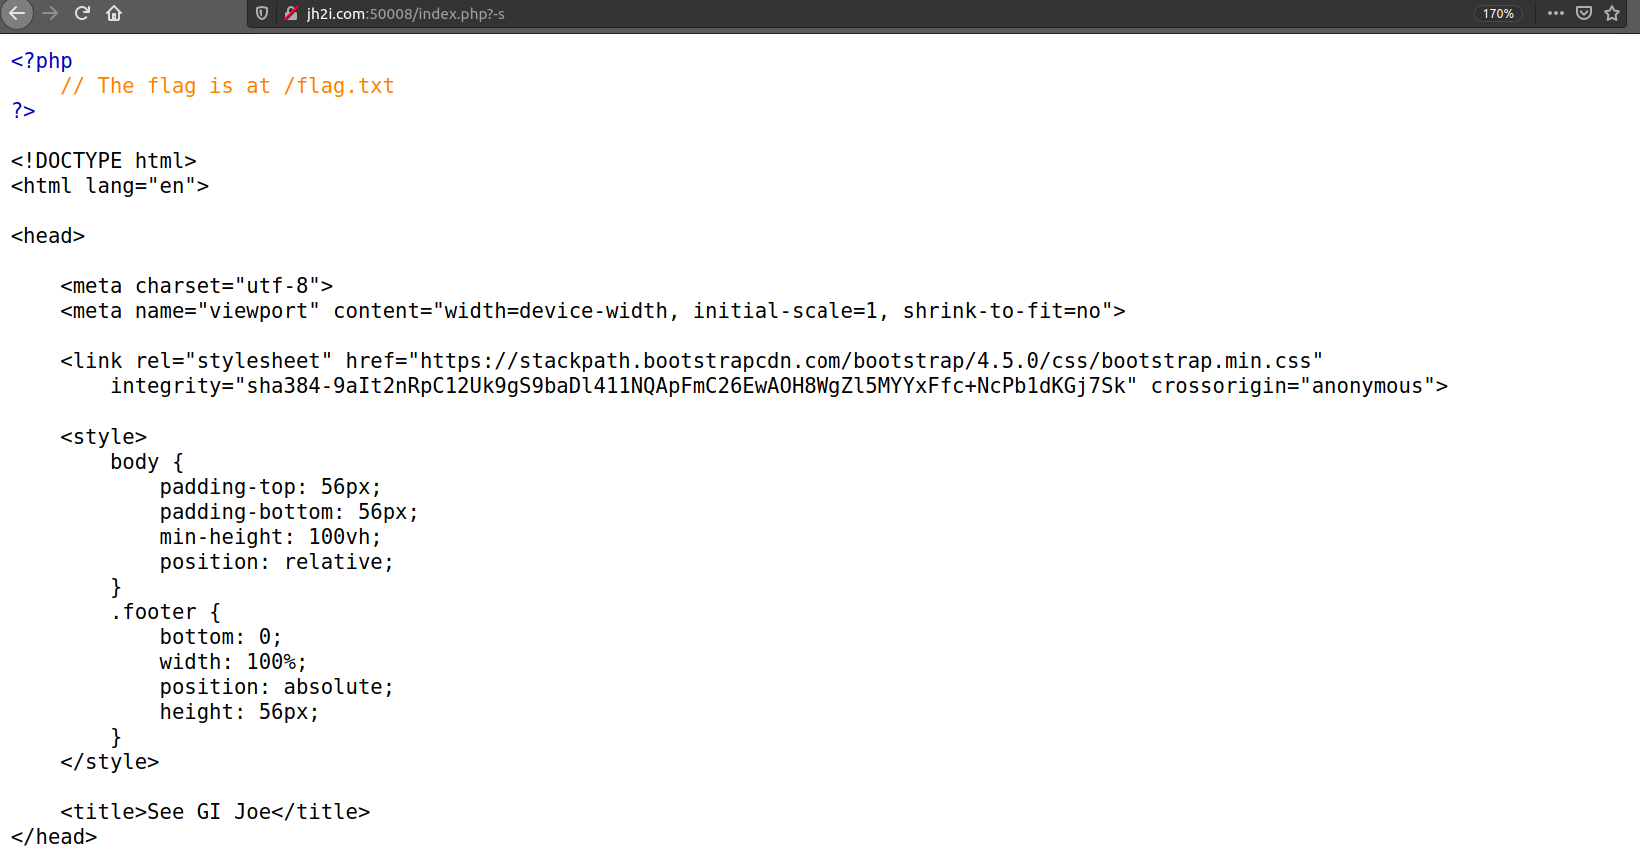 jh2i.com:50008/index.php?-s
170%
<?php
// The flag is at /flag.txt
?>
<!DOCTYPE html>
<html lang="en">
<head>
<meta charset="utf-8">
<meta name="viewport" content="width=device-width, initial-scale=1, shrink-to-fit=no">
<link rel="stylesheet" href="https://stackpath.bootstrapcdn.com/bootstrap/4.5.0/css/bootstrap.min.css"
integrity="sha384-9aIt2nRpC12Uk9gS9baDl411NQApFmC26EwAOH8WgZl5MYYxFfc+NcPb1dKGj7Sk" crossorigin="anonymous">
<style>
body {
padding-top: 56px;
padding-bottom: 56px;
min-height: 100vh;
position: relative;
}
.footer {
bottom: 0;
width: 100%;
position: absolute;
height: 56px;
}
</style>
<title>See GI Joe</title>
</head>